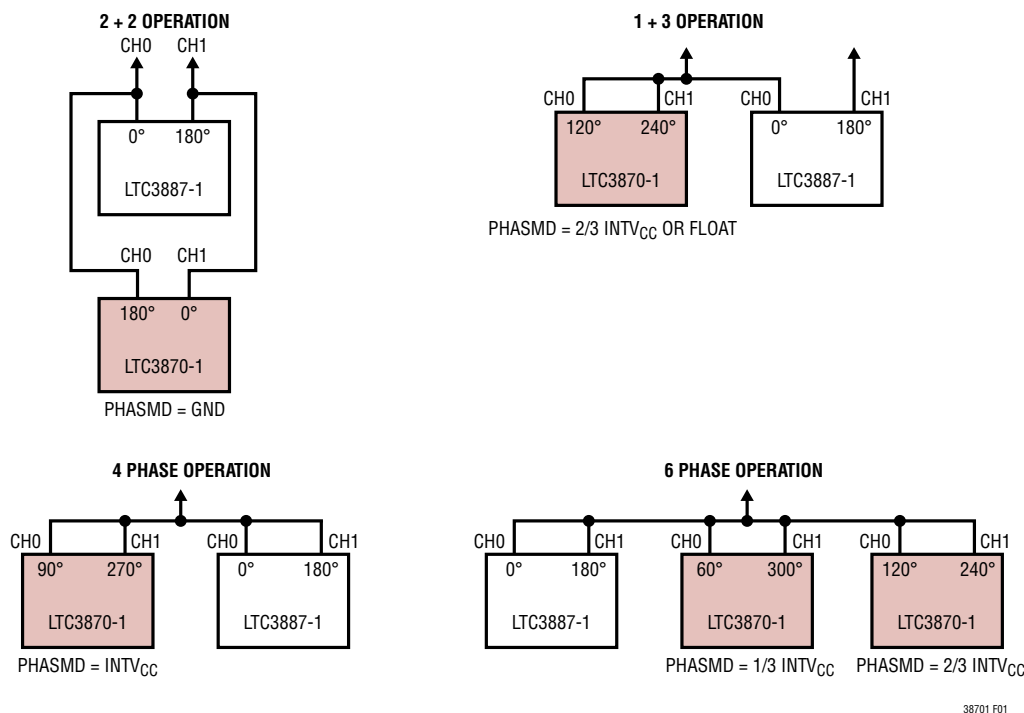 2 + 2 OPERATION
CH0 CH1
0° 180°
LTC3887-1
CH0 CH1
180° 0°
LTC3870-1
PHASMD = GND
1 + 3 OPERATION
CH0 CH1 CH0 CH1
120° 240° 0° 180°
LTC3870-1 LTC3887-1
PHASMD = 2/3 INTVCC OR FLOAT
4 PHASE OPERATION
CH0 CH1 CH0 CH1
90° 270° 0° 180°
LTC3870-1 LTC3887-1
PHASMD = INTVCC
6 PHASE OPERATION
CH0 CH1 CH0 CH1 CH0 CH1
0° 180° 60° 300° 120° 240°
LTC3887-1 LTC3870-1 LTC3870-1
PHASMD = 1/3 INTVCC PHASMD = 2/3 INTVCC
38701 F01